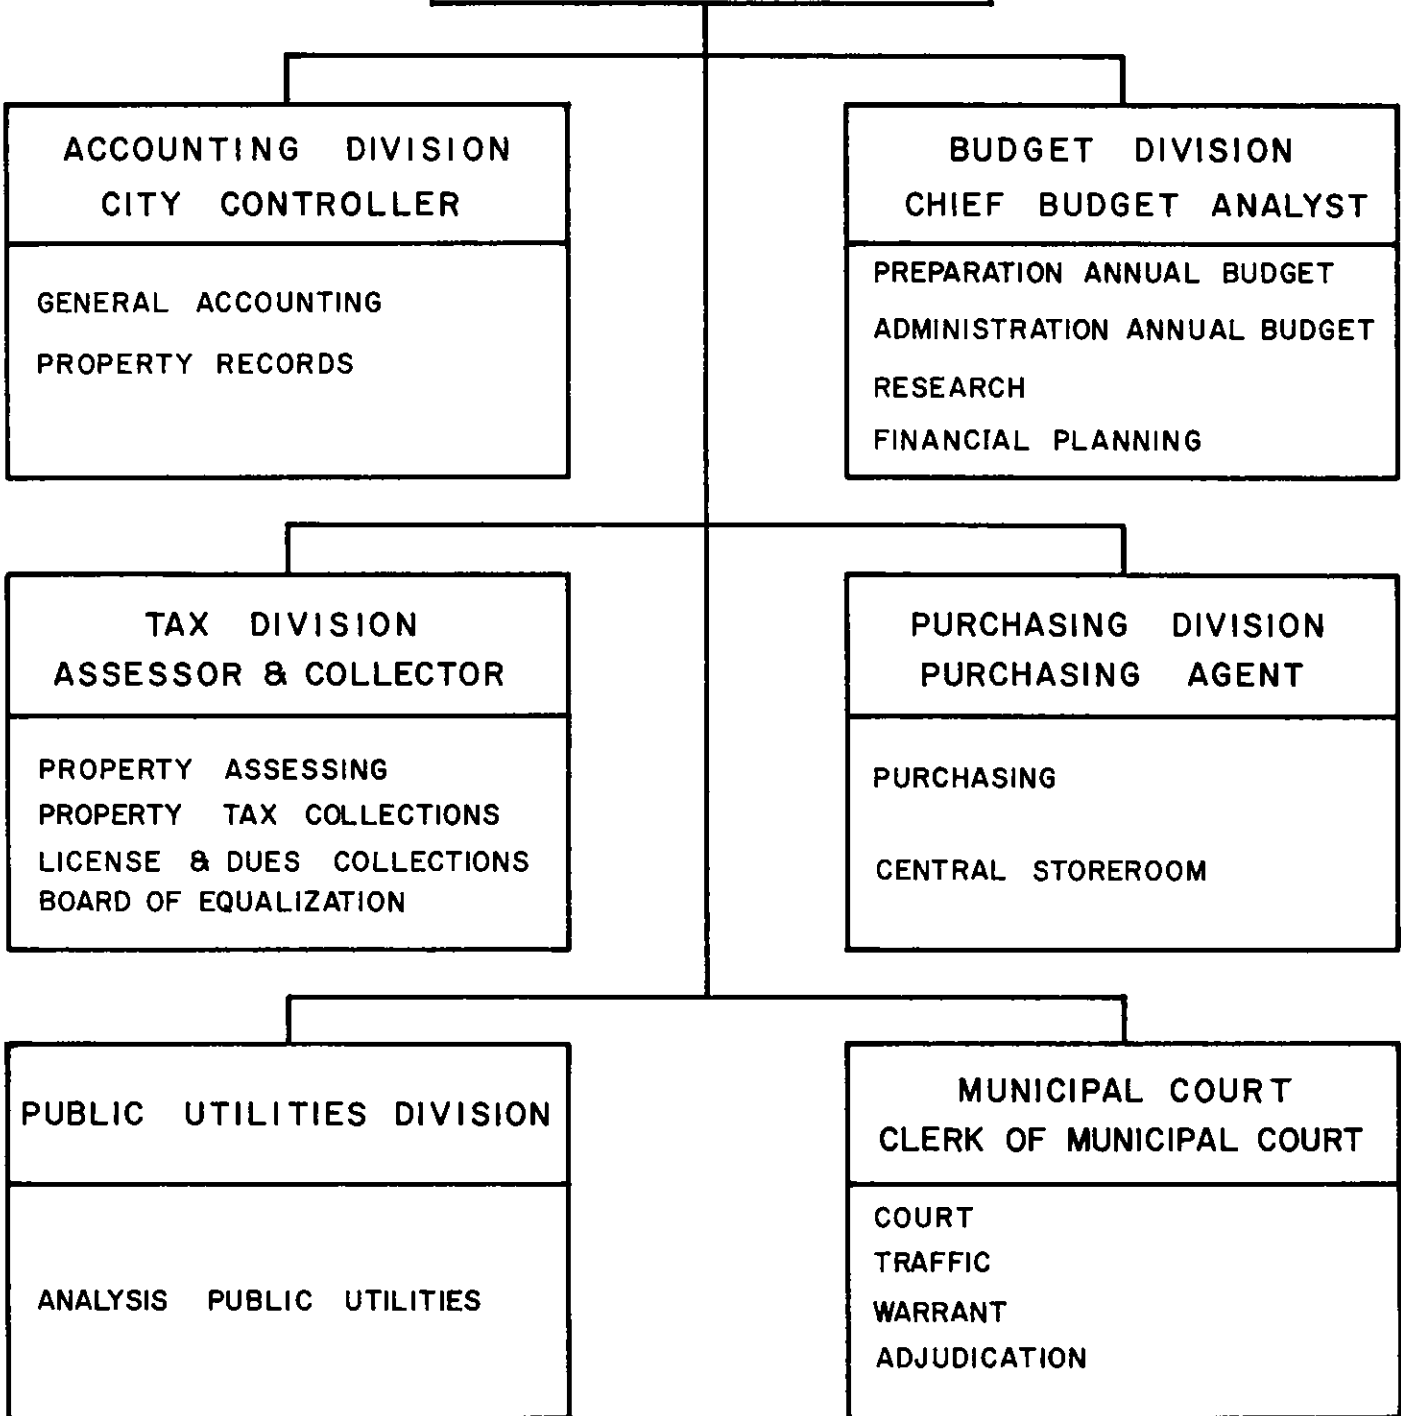 ACCOUNTING DIVISION
CITY CONTROLLER
GENERAL ACCOUNTING
PROPERTY RECORDS
BUDGET DIVISION
CHIEF BUDGET ANALYST
PREPARATION ANNUAL BUDGET
ADMINISTRATION ANNUAL BUDGET
RESEARCH
FINANCIAL PLANNING
TAX DIVISION
ASSESSOR & COLLECTOR
PROPERTY ASSESSING
PROPERTY TAX COLLECTIONS
LICENSE & DUES COLLECTIONS
BOARD OF EQUALIZATION
PURCHASING DIVISION
PURCHASING AGENT
PURCHASING
CENTRAL STOREROOM
PUBLIC UTILITIES DIVISION
ANALYSIS PUBLIC UTILITIES
MUNICIPAL COURT
CLERK OF MUNICIPAL COURT
COURT
TRAFFIC
WARRANT
ADJUDICATION